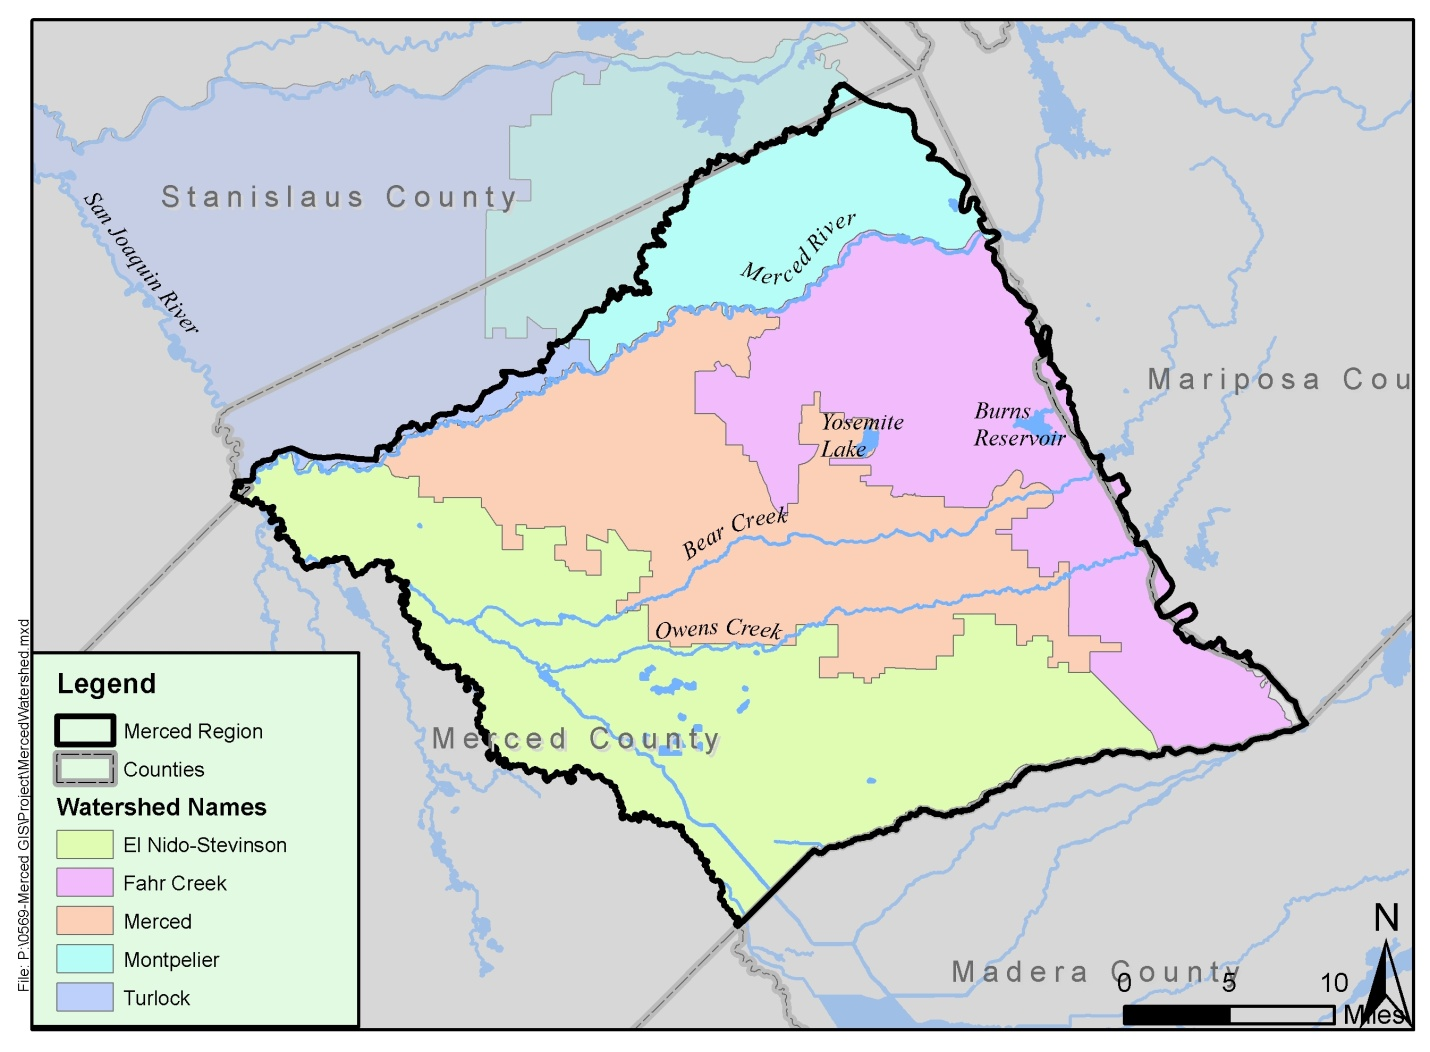 Stanislaus County
San Joaquin River
Merced River
Mariposa Cou
Yosemite
Lake
Burns
Reservoir
Bear Creek
Owens Creek
Merced County
Madera County
Legend
Merced Region
Counties
Watershed Names
El Nido-Stevinson
Fahr Creek
Merced
Montpelier
Turlock
File: P:\0569-Merced GIS\Project\MercedWatershed.mxd
N
0 5 10
Miles